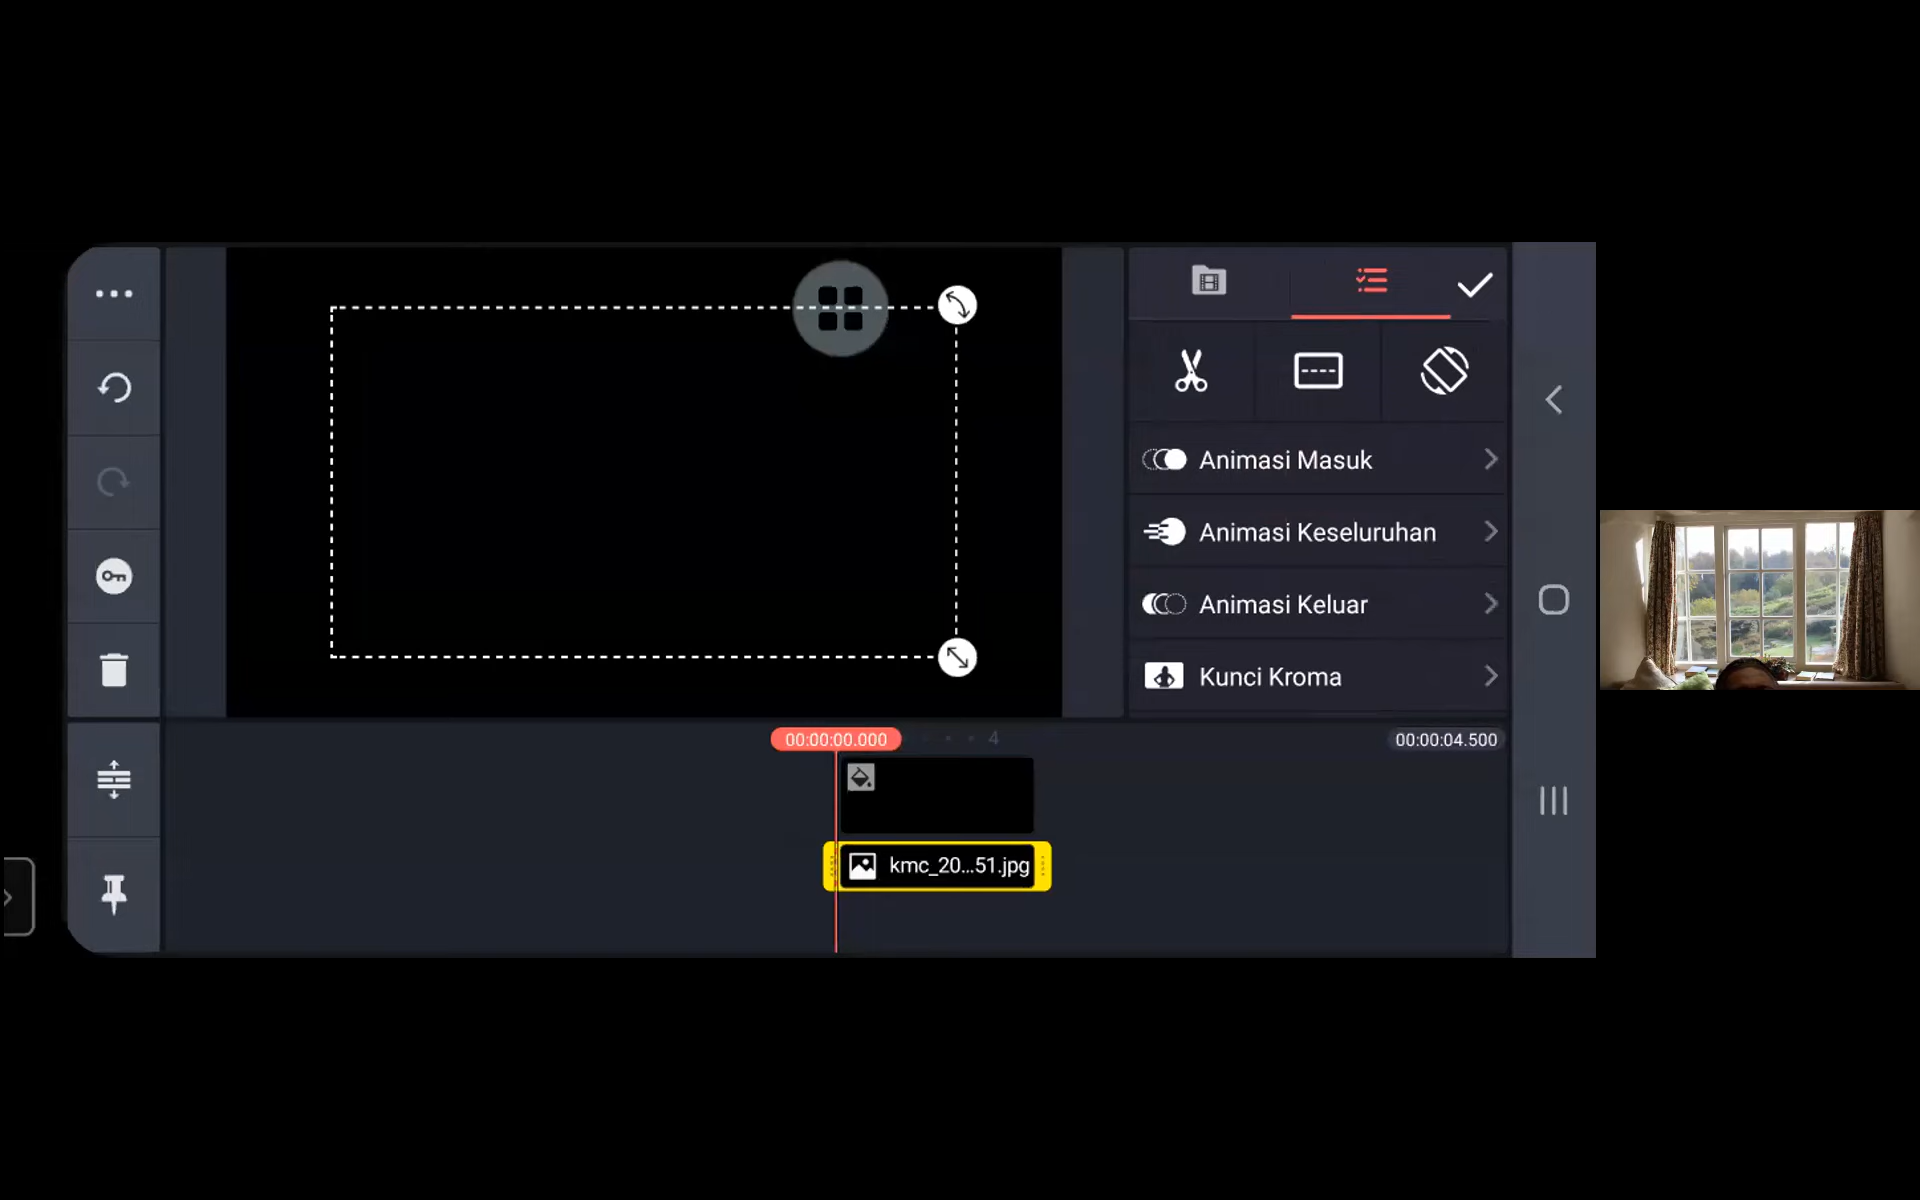 Animasi Masuk
Animasi Keseluruhan
Animasi Keluar
Kunci Kroma
00:00:00.000
4
00:00:04.500
kmc_20...51.jpg